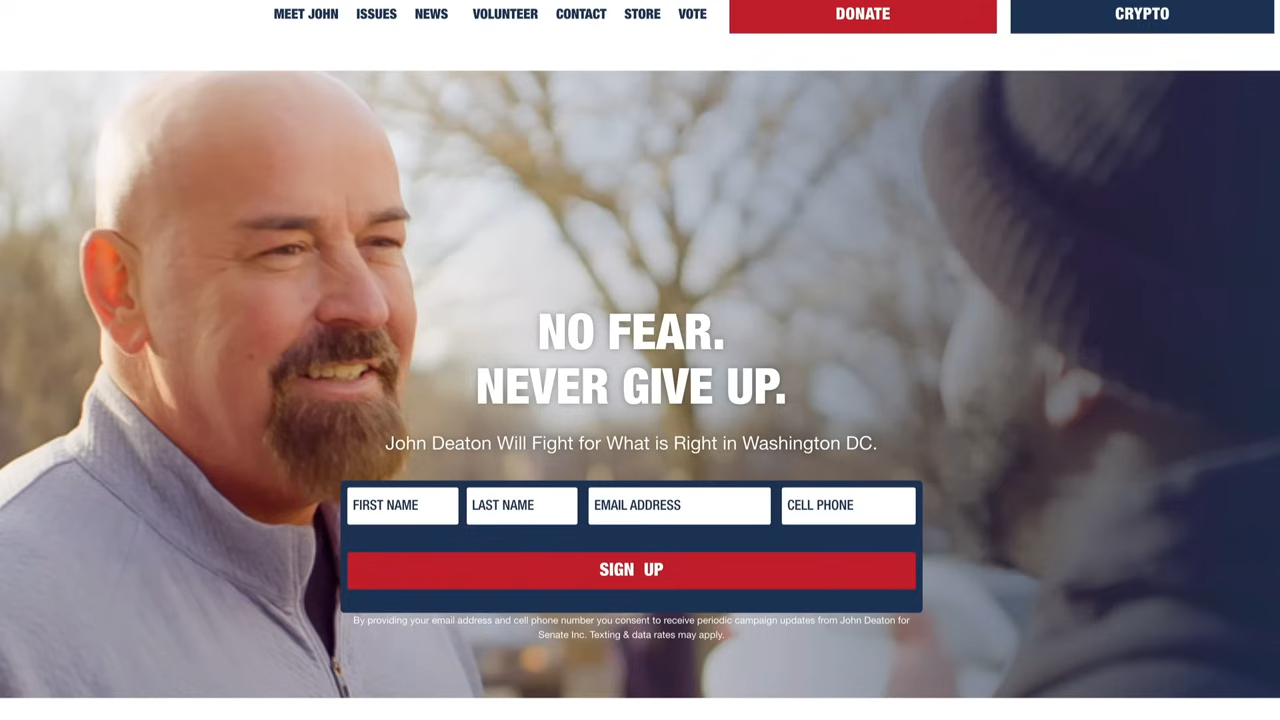 MEET JOHN ISSUES NEWS VOLUNTEER CONTACT STORE VOTE DONATE CRYPTO
NO FEAR.
NEVER GIVE UP.
John Deaton Will Fight for What is Right in Washington DC.
FIRST NAME LAST NAME EMAIL ADDRESS CELL PHONE
SIGN UP
By providing your email address and cell phone number you consent to receive periodic campaign updates from John Deaton for
Senate Inc. Texting & data rates may apply.